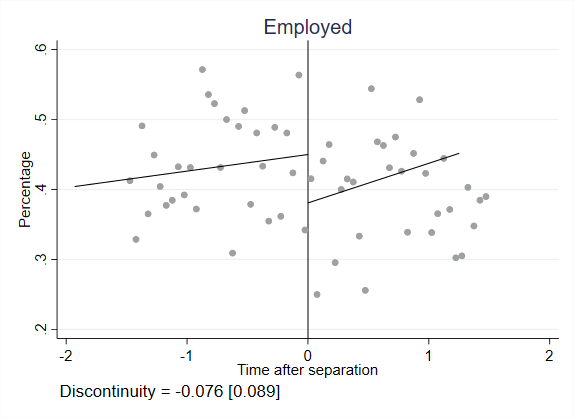 Employed
Percentage
.6
.5
.4
.3
.2
-2 -1 0 1 2
Time after separation
Discontinuity = -0.076 [0.089]